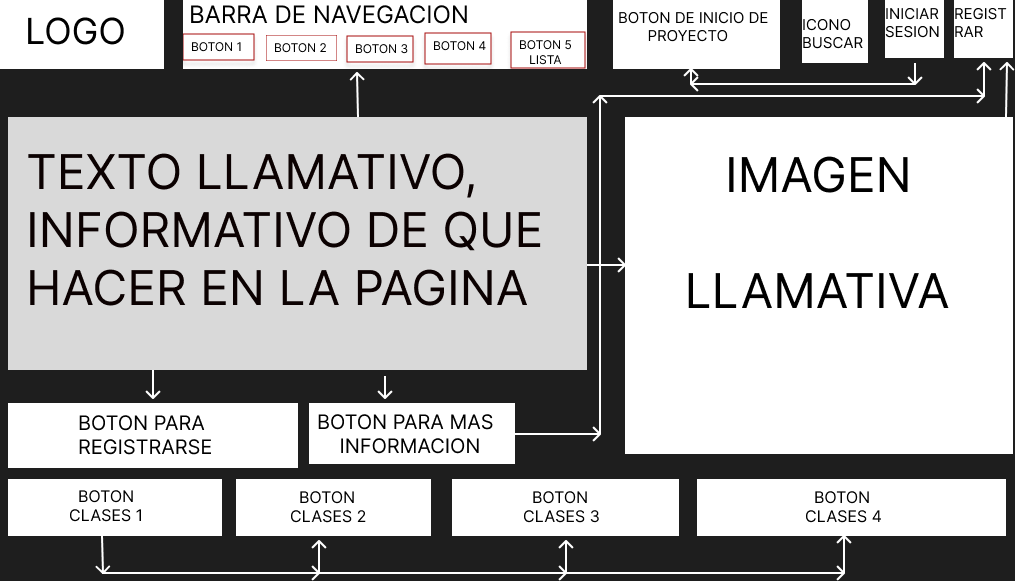 LOGO
BARRA DE NAVEGACION
BOTON 1
BOTON 2
BOTON 3
BOTON 4
BOTON 5
LISTA
BOTON DE INICIO DE
PROYECTO
ICONO
BUSCAR
INICIAR
SESION
REGIST
RAR
TEXTO LLAMATIVO,
INFORMATIVO DE QUE
HACER EN LA PAGINA
IMAGEN
LLAMATIVA
BOTON PARA
REGISTRARSE
BOTON PARA MAS
INFORMACION
BOTON
CLASES 1
BOTON
CLASES 2
BOTON
CLASES 3
BOTON
CLASES 4